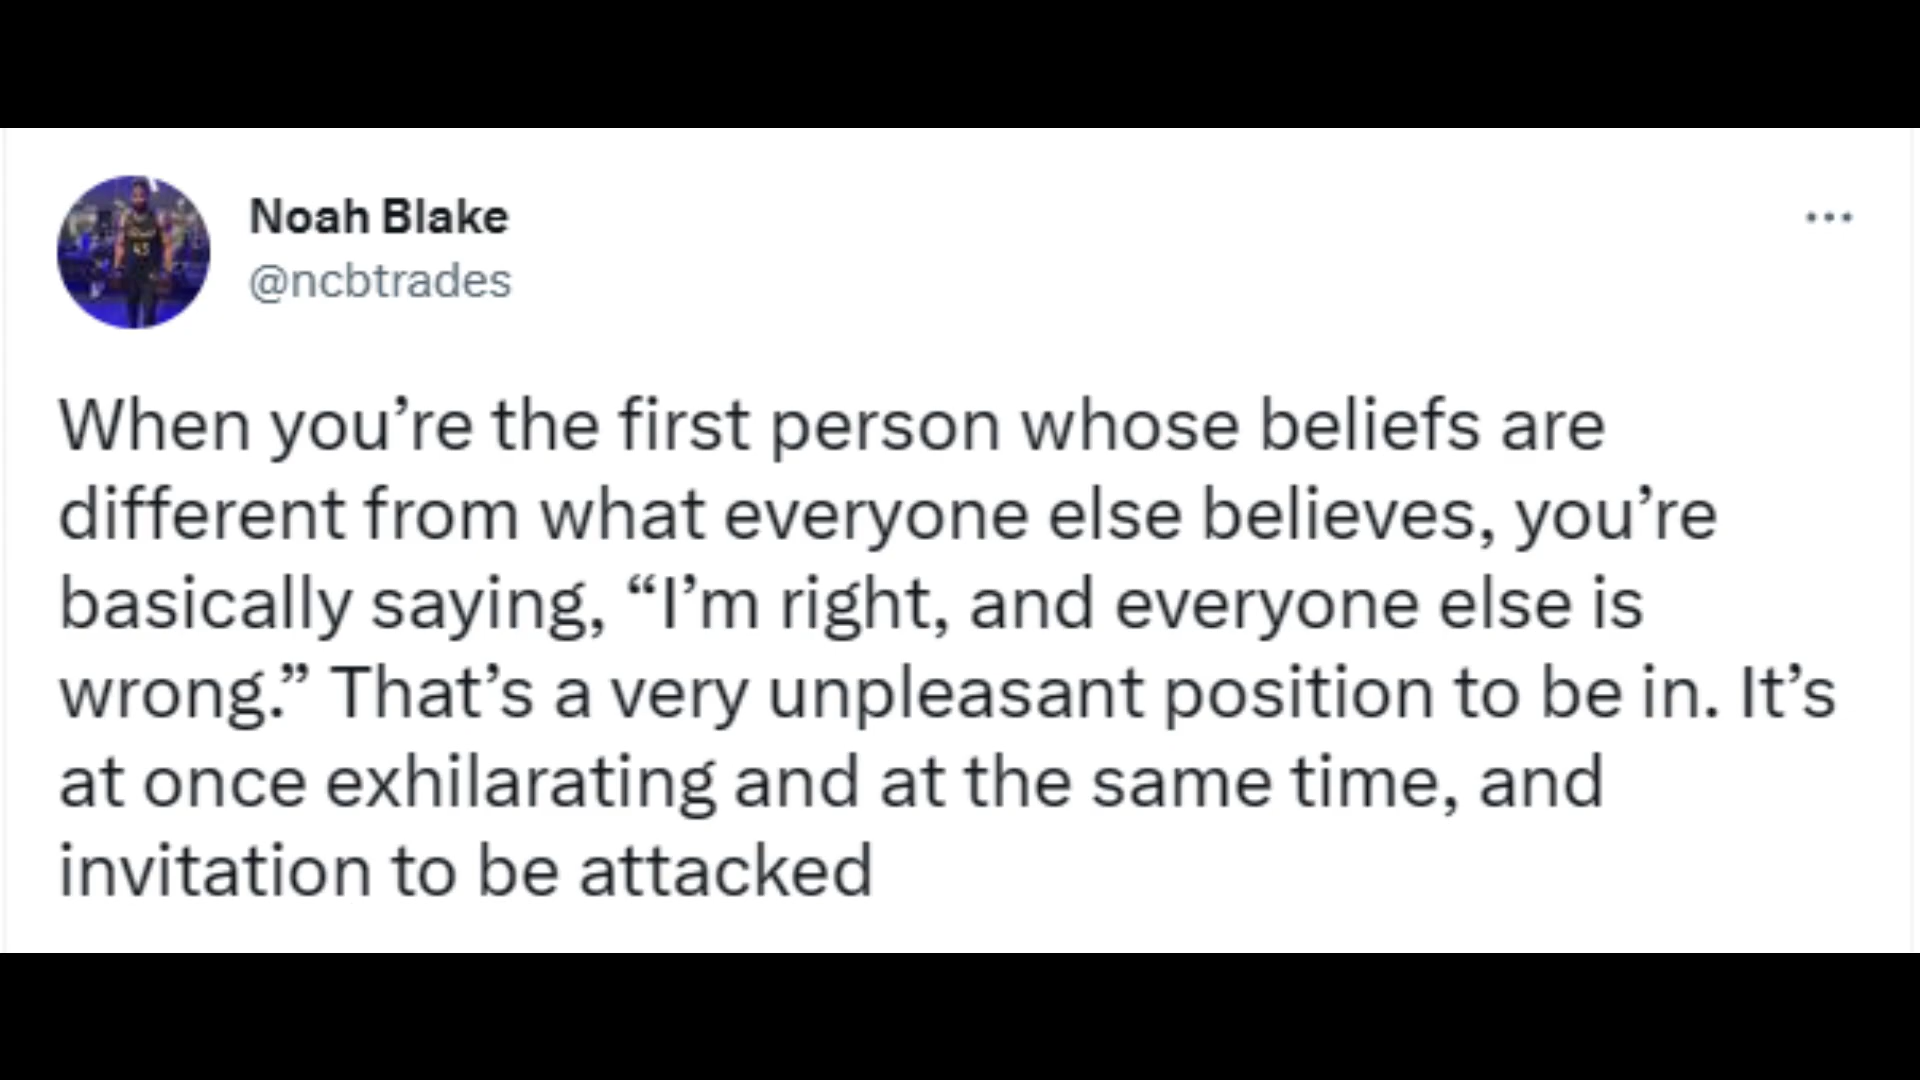 Noah Blake
@ncbtrades
When you’re the first person whose beliefs are
different from what everyone else believes, you’re
basically saying, “I’m right, and everyone else is
wrong.” That’s a very unpleasant position to be in. It’s
at once exhilarating and at the same time, and
invitation to be attacked